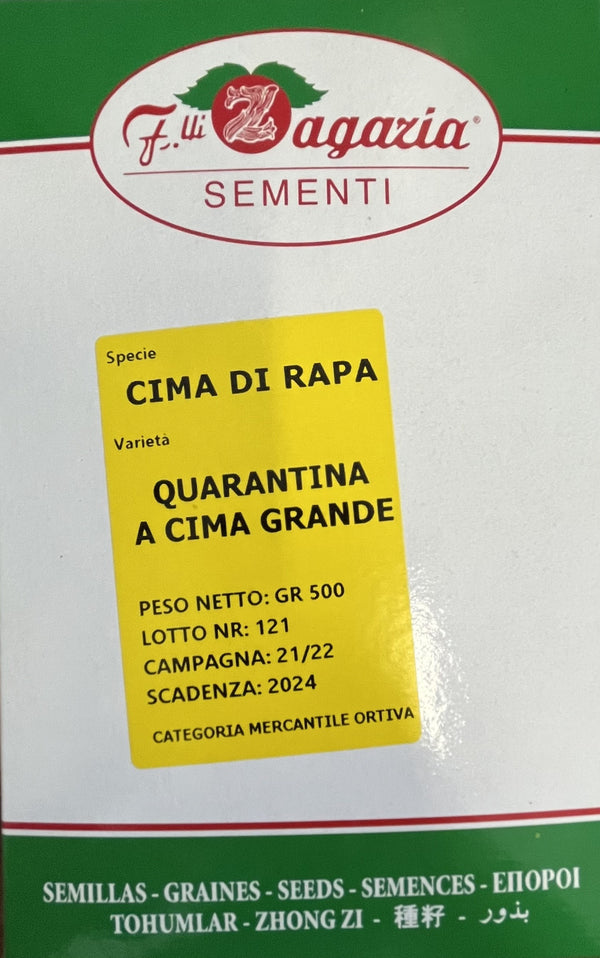 F.lli Zagaria®
SEMENTI
Specie
CIMA DI RAPA
Varietà
QUARANTINA
A CIMA GRANDE
PESO NETTO: GR 500
LOTTO NR: 121
CAMPAGNA: 21/22
SCADENZA: 2024
CATEGORIA MERCANTILE ORTIVA
SEMILLAS - GRAINES - SEEDS - SEMENCES - ΕΠΟΡΟΙ
TOHUMLAR - ZHONG ZI - 種籽 - بذور